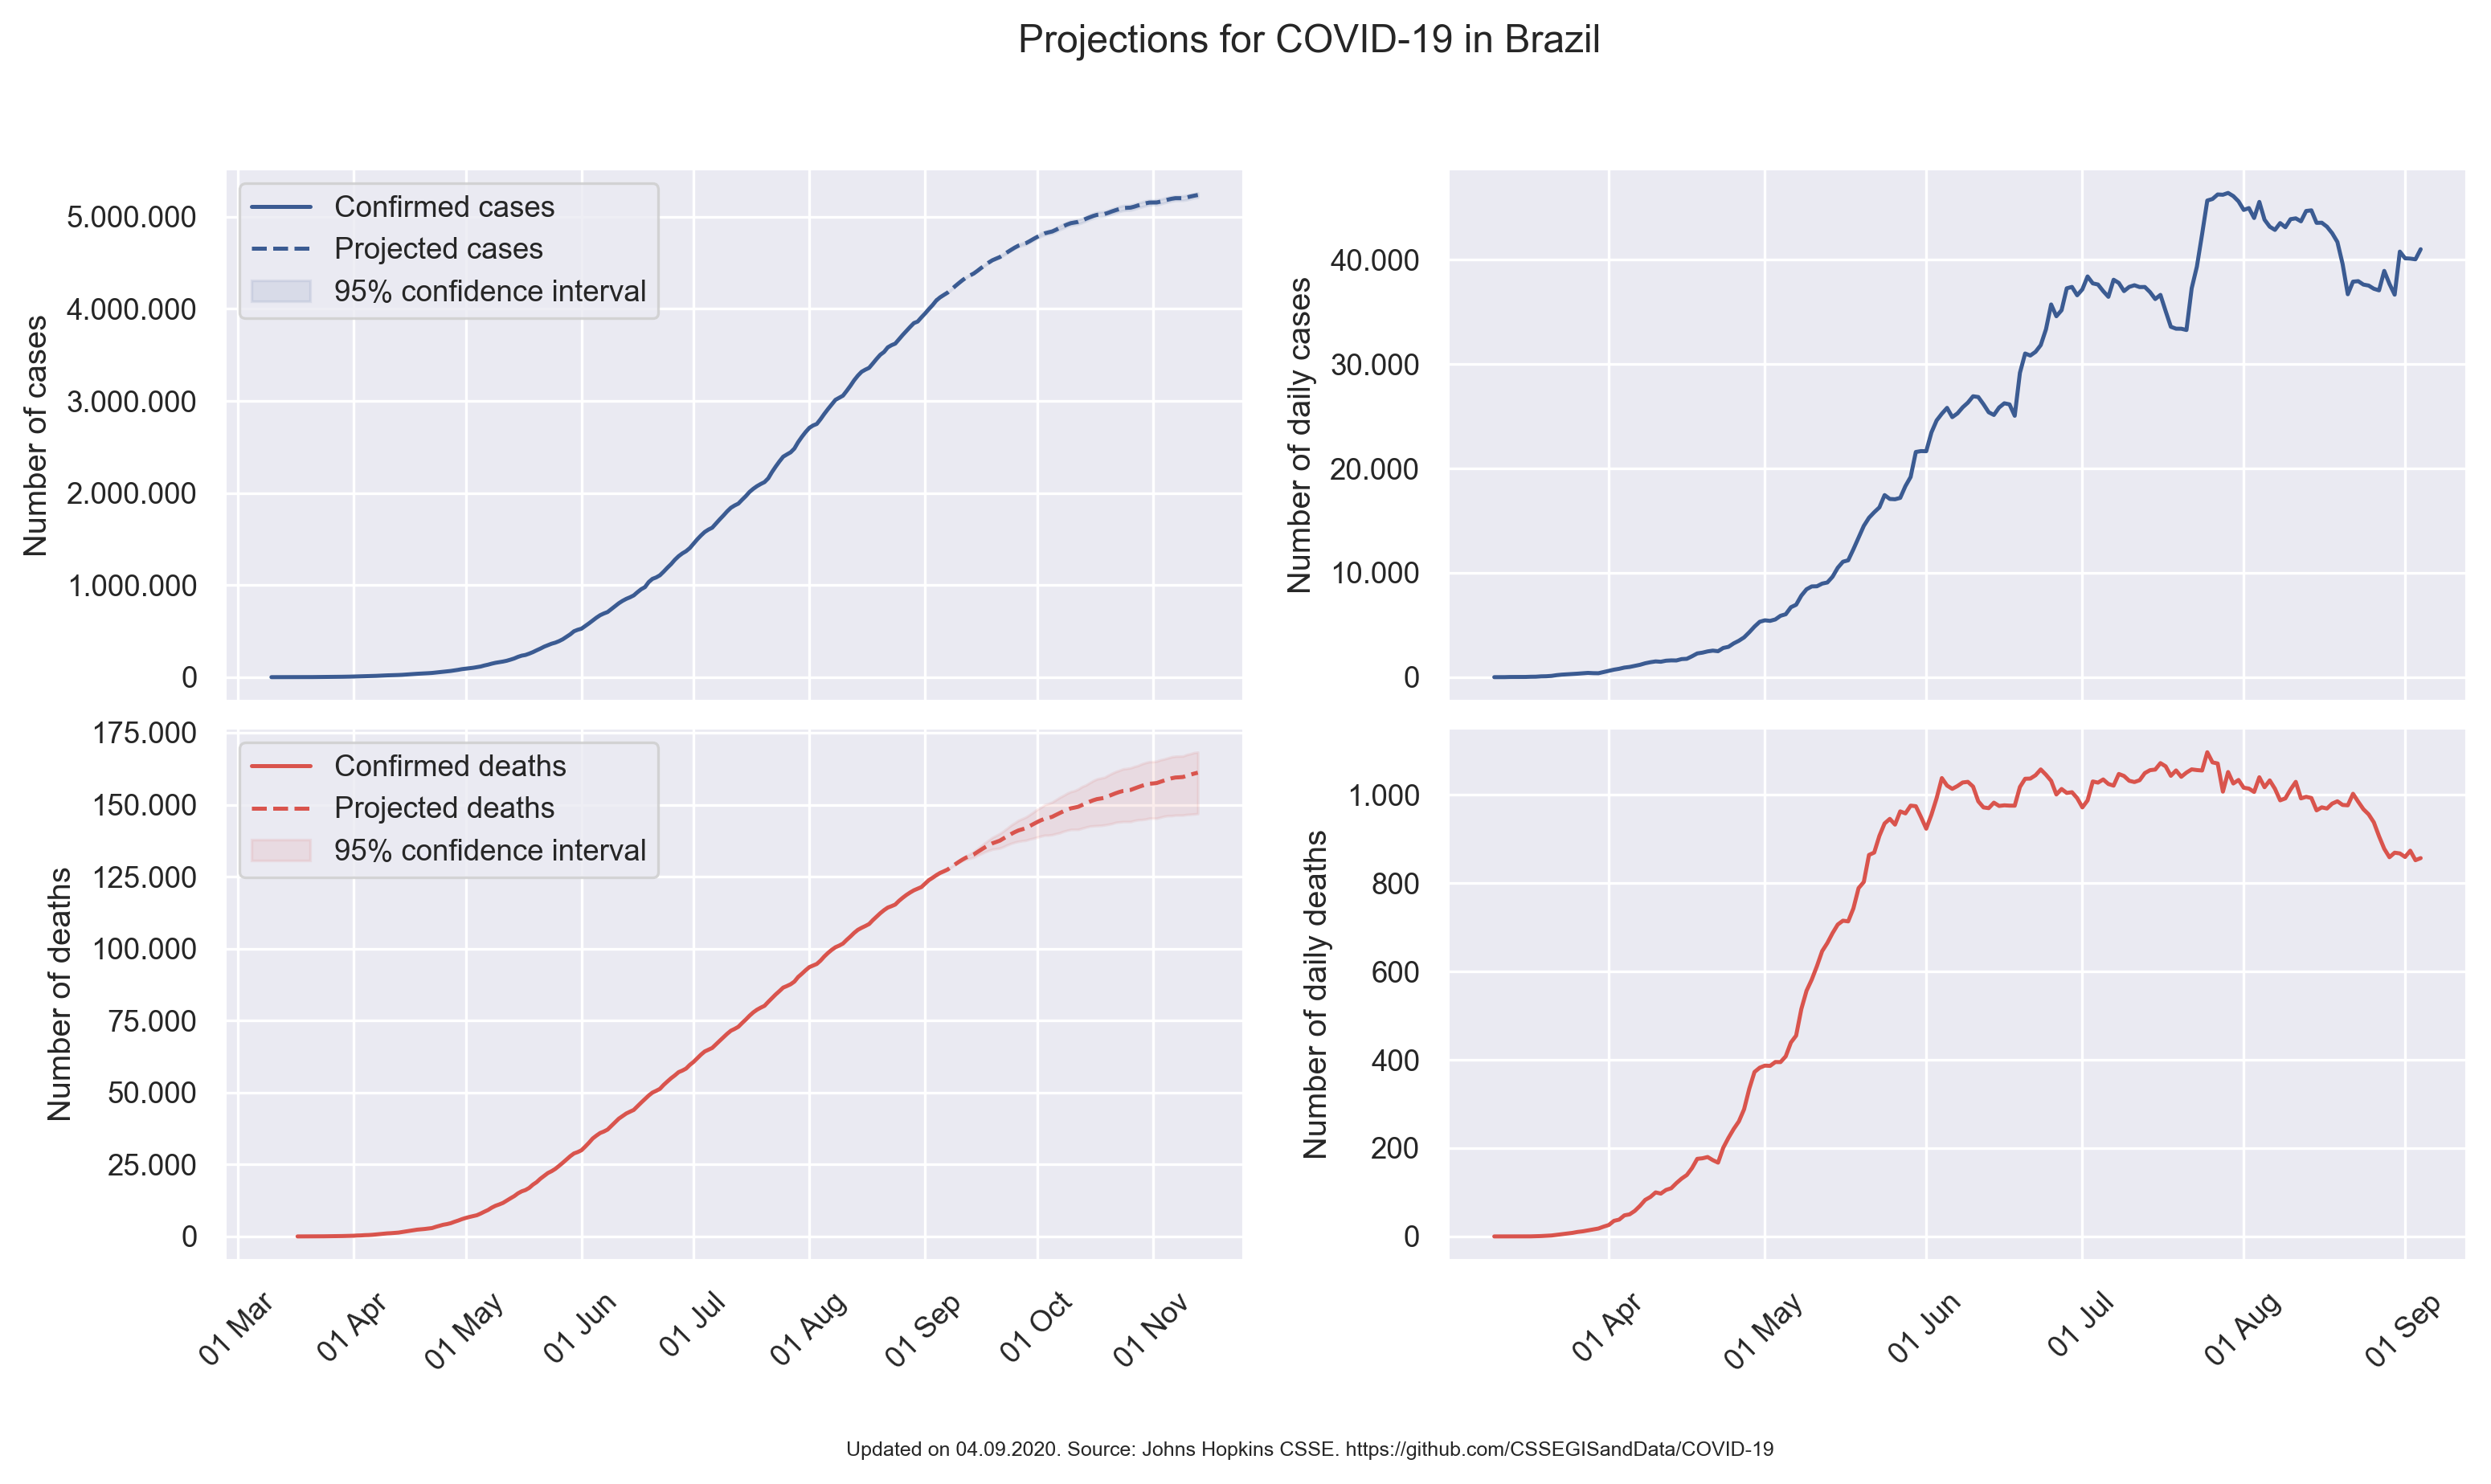 Projections for COVID-19 in Brazil
Number of cases
5.000.000
4.000.000
3.000.000
2.000.000
1.000.000
0
Confirmed cases
Projected cases
95% confidence interval
Number of daily cases
40.000
30.000
20.000
10.000
0
Number of deaths
175.000
150.000
125.000
100.000
75.000
50.000
25.000
0
Confirmed deaths
Projected deaths
95% confidence interval
01 Mar
01 Apr
01 May
01 Jun
01 Jul
01 Aug
01 Sep
01 Oct
01 Nov
Number of daily deaths
1.000
800
600
400
200
0
01 Apr
01 May
01 Jun
01 Jul
01 Aug
01 Sep
Updated on 04.09.2020. Source: Johns Hopkins CSSE. https://github.com/CSSEGISandData/COVID-19